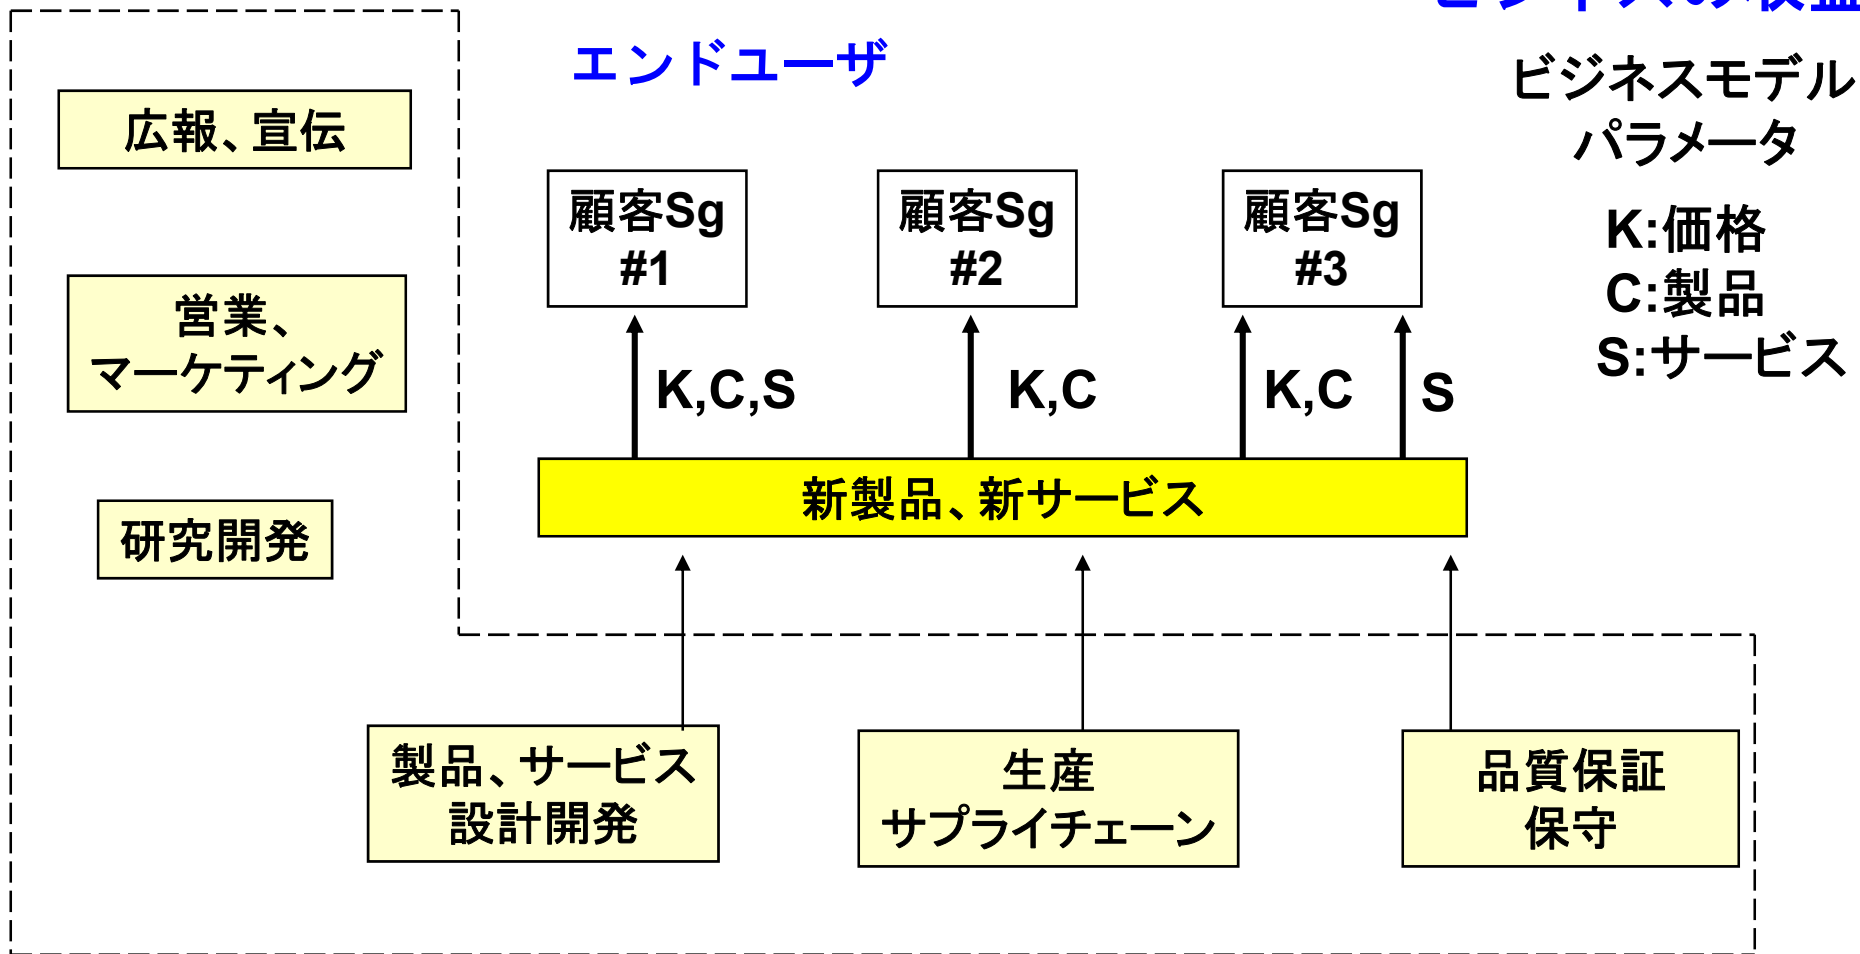 エンドユーザ
ビジネスモデル
パラメータ
K:価格
C:製品
S:サービス
広報、宣伝
営業、
マーケティング
研究開発
顧客Sg
#1
顧客Sg
#2
顧客Sg
#3
K,C,S
K,C
K,C
S
新製品、新サービス
製品、サービス
設計開発
生産
サプライチェーン
品質保証
保守